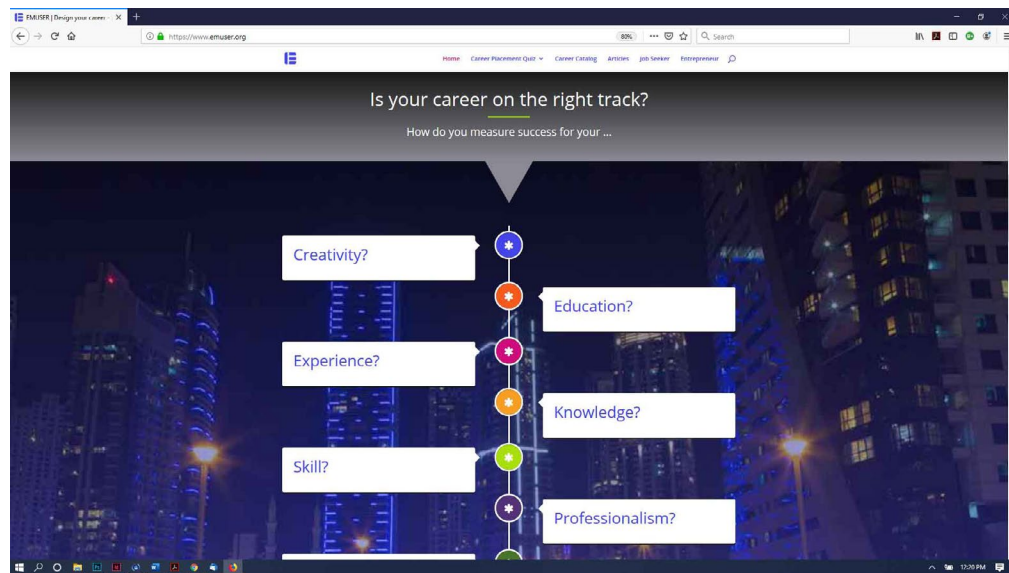 EMUSER | Design your career -
https://www.emuser.org
80%
Search
Home Career Placement Quiz Career Catalog Articles Job Seeker Entrepreneur
Is your career on the right track?
How do you measure success for your ...
Creativity?
Education?
Experience?
Knowledge?
Skill?
Professionalism?
12:20 PM